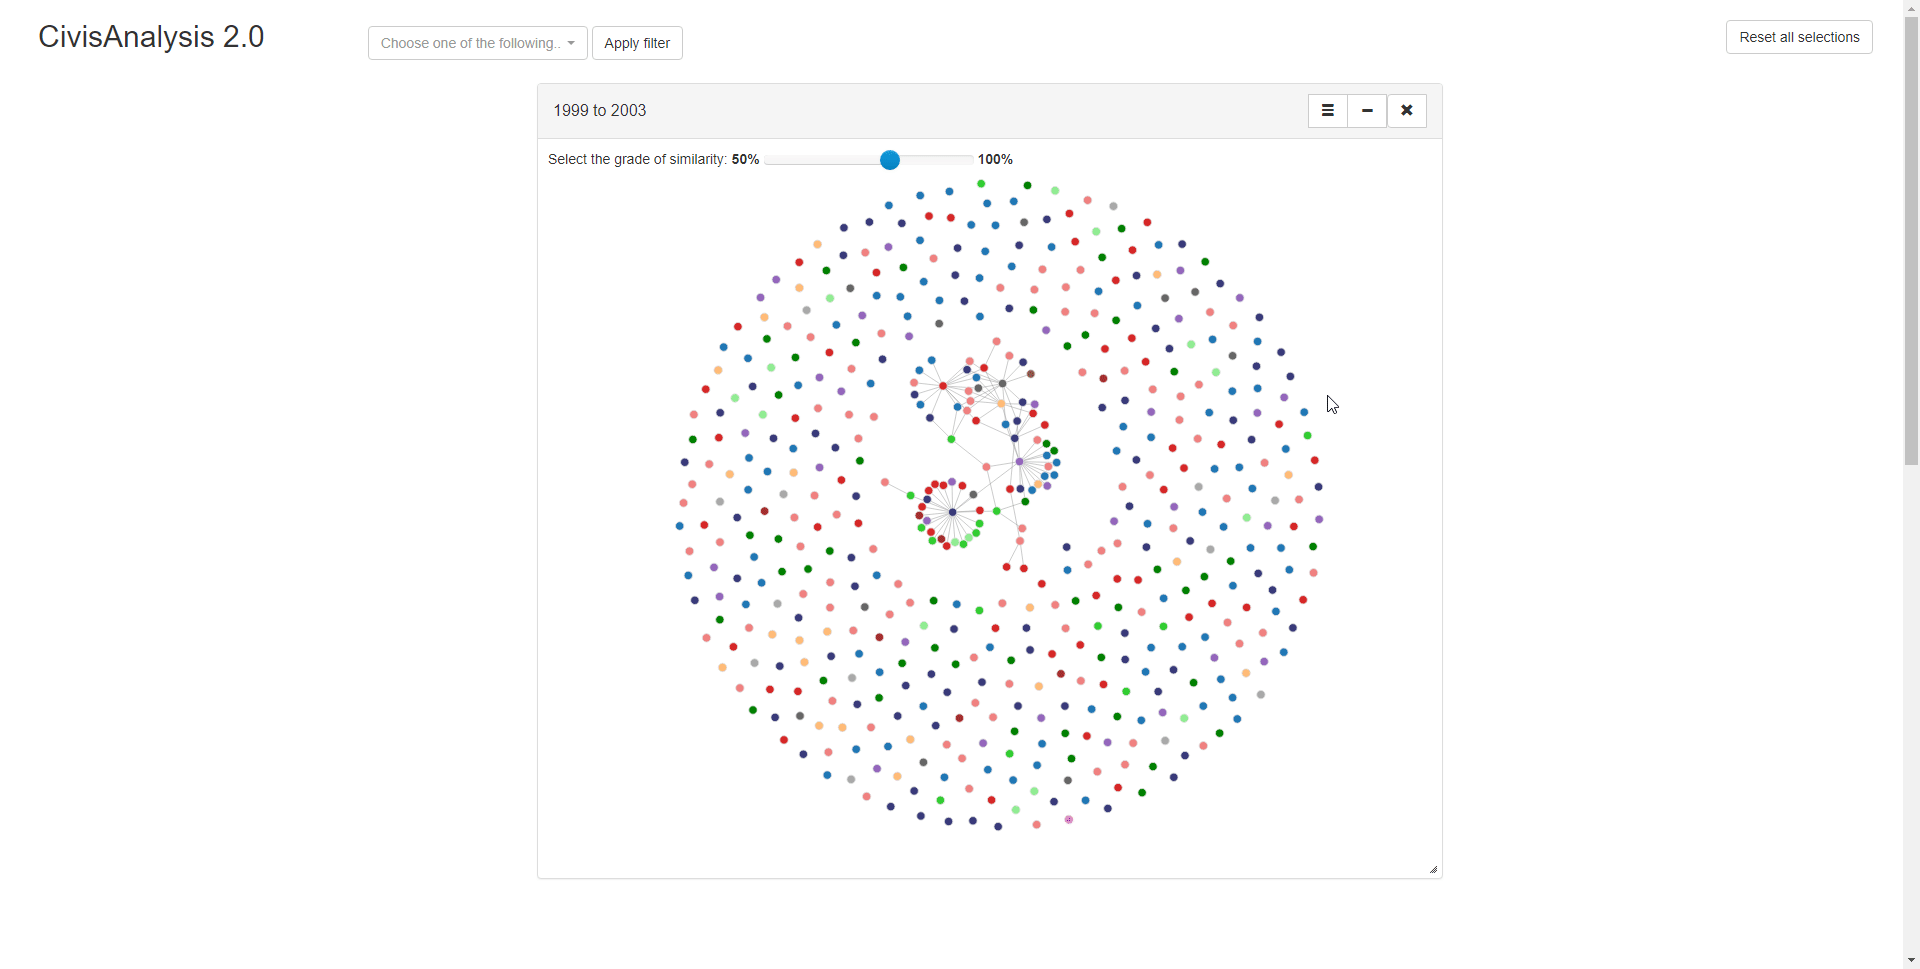 CivisAnalysis 2.0
Choose one of the following..
Apply filter
Reset all selections
1999 to 2003
Select the grade of similarity: 50% 100%